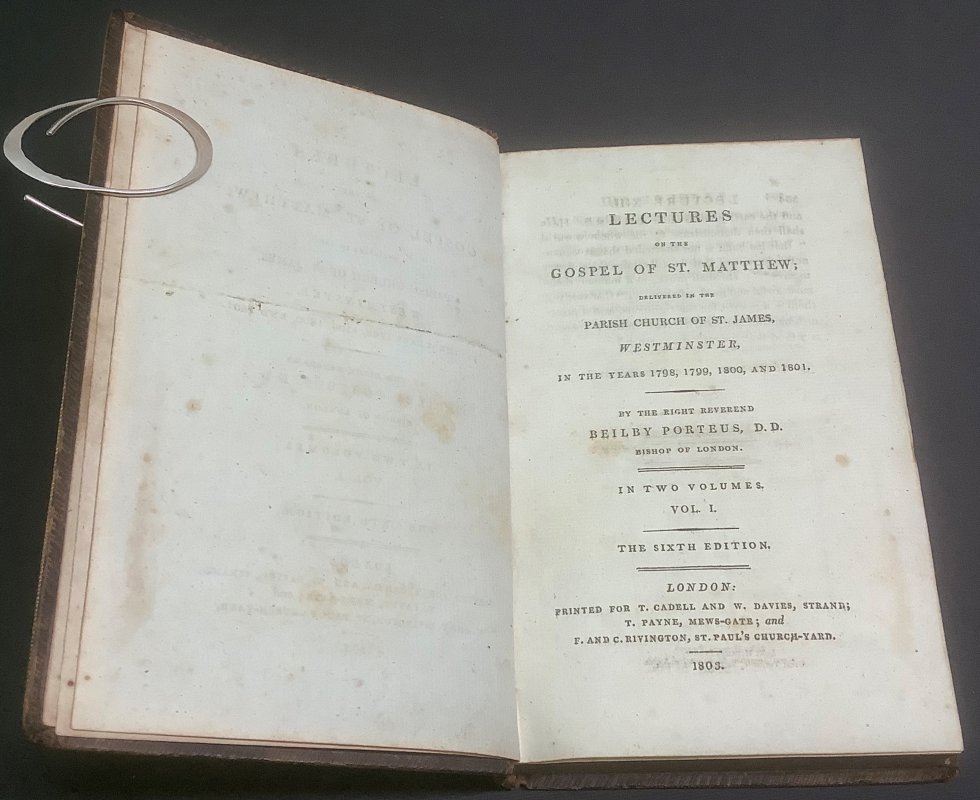 LECTURES
ON THE
GOSPEL OF ST. MATTHEW;
DELIVERED IN THE
PARISH CHURCH OF ST. JAMES,
WESTMINSTER,
IN THE YEARS 1798, 1799, 1800, AND 1801.
BY THE RIGHT REVEREND
BEILBY PORTEUS, D.D.
BISHOP OF LONDON.
IN TWO VOLUMES.
VOL. I.
THE SIXTH EDITION.
LONDON:
PRINTED FOR T. CADELL AND W. DAVIES, STRAND;
T. PAYNE, MEWS-GATE; and
F. AND C. RIVINGTON, ST. PAUL'S CHURCH-YARD.
1803.